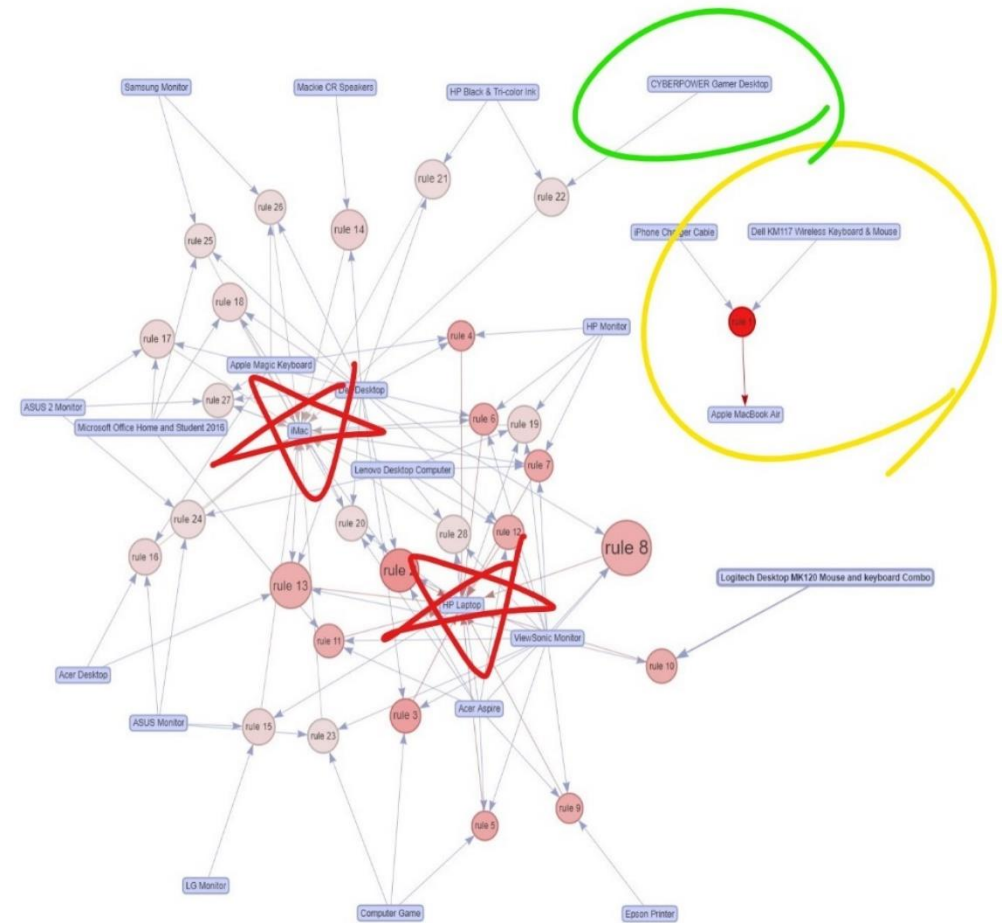 CYBERPOWER Gamer Desktop
Samsung Monitor
Mackie CR Speakers
HP Black & Tri-color Ink
rule 21
rule 22
rule 26
rule 14
iPhone Charger Cable
Dell KM117 Wireless Keyboard & Mouse
rule 25
rule 18
rule 1
HP Monitor
rule 17
rule 4
Apple Magic Keyboard
Desktop
rule 27
ASUS 2 Monitor
Apple MacBook Air
rule 6
rule 19
Microsoft Office Home and Student 2016
iMac
rule 7
Lenovo Desktop Computer
rule 24
rule 20
rule 28
rule 12
rule 8
rule 16
rule
rule 13
Logitech Desktop MK120 Mouse and keyboard Combo
HP Laptop
rule 11
ViewSonic Monitor
rule 10
Acer Desktop
Acer Aspire
rule 3
ASUS Monitor
rule 15
rule 23
rule 9
rule 5
LG Monitor
Computer Game
Epson Printer